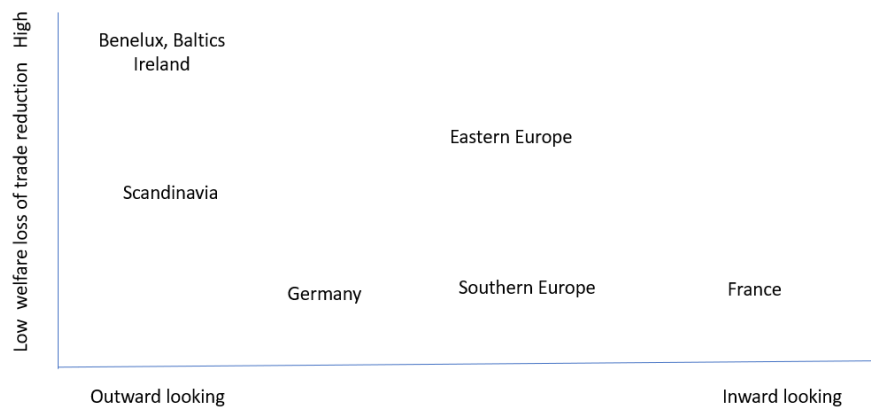 Low welfare loss of trade reduction High
Benelux, Baltics
Ireland
Eastern Europe
Scandinavia
Germany
Southern Europe
France
Outward looking
Inward looking